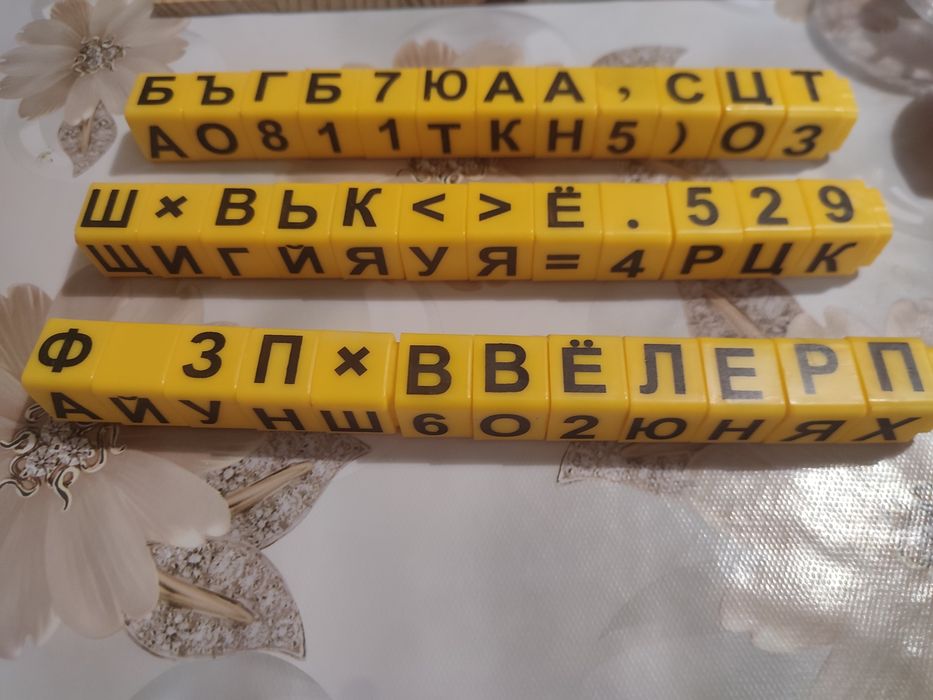 БЪГБ7ЮАА,СЦТ
АО811ТКН5)ОЗ
Ш×ВЬК<>Ё.529
ЩИГЙЯУЯ=4РЦК
Ф ЗП×ВВЁЛЕРП
АЙУНШ6О2ЮНЯХ